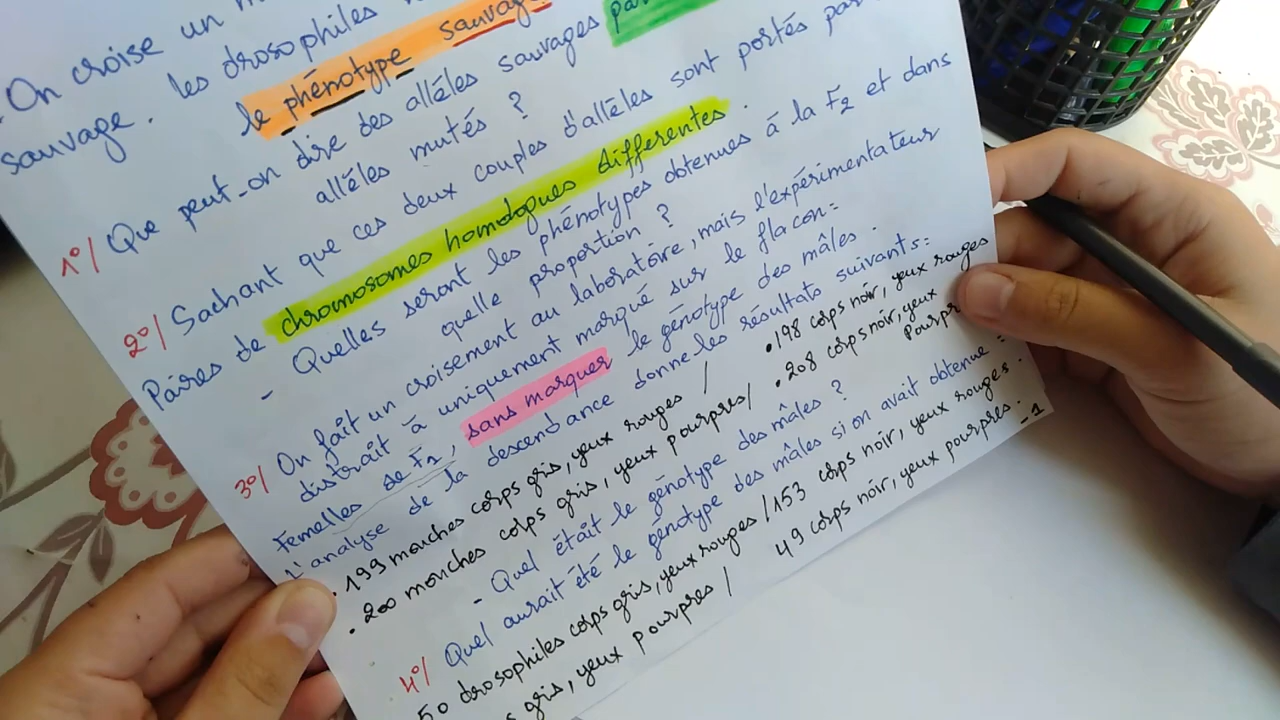 On croise un
les drosophiles
sauvage. le phénotype sauvage
1°/ Que peut-on dire des allèles sauvages par
allèles mutés ?
2°/ Sachant que ces deux couples d'allèles sont portés par
Paires de chromosomes homologues differentes.
- Quelles seront les phénotypes obtenues à la F2 et dans
quelle proportion ?
3°/ On fait un croisement au laboratoire, mais l'expérimentateur
distrait à uniquement marqué sur le flacon:
Femelles de F1, sans marquer le génotype des mâles.
L'analyse de la descendance donne les résultats suivants:
. 199 mouches corps gris, yeux rouges / . 198 corps noir, yeux rouges
. 200 mouches corps gris, yeux pourpres / . 208 corps noir, yeux
Pourpr
- Quel était le génotype des mâles ?
4°/ Quel aurait été le génotype des mâles si on avait obtenue :
50 drosophiles corps gris, yeux rouges / 153 corps noir, yeux rouges.
gris, yeux pourpres / 49 corps noir, yeux pourpres.
-1